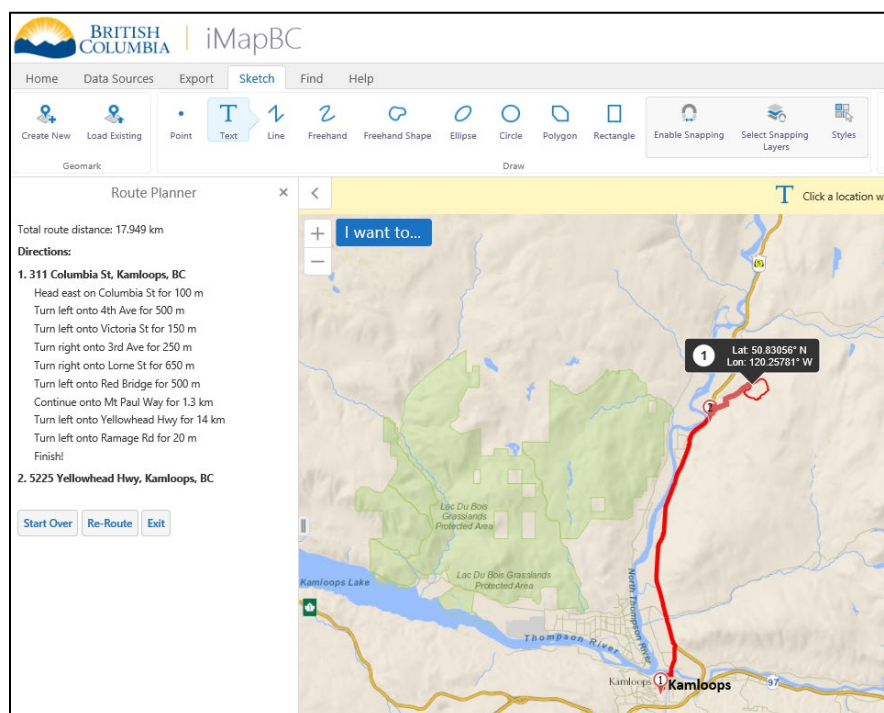 BRITISH
COLUMBIA
iMapBC
Home Data Sources Export Sketch Find Help
Create New Load Existing Point Text Line Freehand Freehand Shape Ellipse Circle Polygon Rectangle Enable Snapping Select Snapping Layers Styles
Geomark Draw
Route Planner
Click a location w
Total route distance: 17.949 km
I want to...
Directions:
1. 311 Columbia St, Kamloops, BC
Head east on Columbia St for 100 m
Turn left onto 4th Ave for 500 m
Turn left onto Victoria St for 150 m
Turn right onto 3rd Ave for 250 m
Turn right onto Lorne St for 650 m
Turn left onto Red Bridge for 500 m
Continue onto Mt Paul Way for 1.3 km
Turn left onto Yellowhead Hwy for 14 km
Turn left onto Ramage Rd for 20 m
Finish!
2. 5225 Yellowhead Hwy, Kamloops, BC
Start Over Re-Route Exit
1
Lat: 50.83056° N
Lon: 120.25781° W
2
Lac Du Bois
Grasslands
Protected Area
Lac Du Bois Grasslands
Protected Area
Kamloops Lake
North Thompson River
Thompson River
1
Kamloops
Kamloops
97